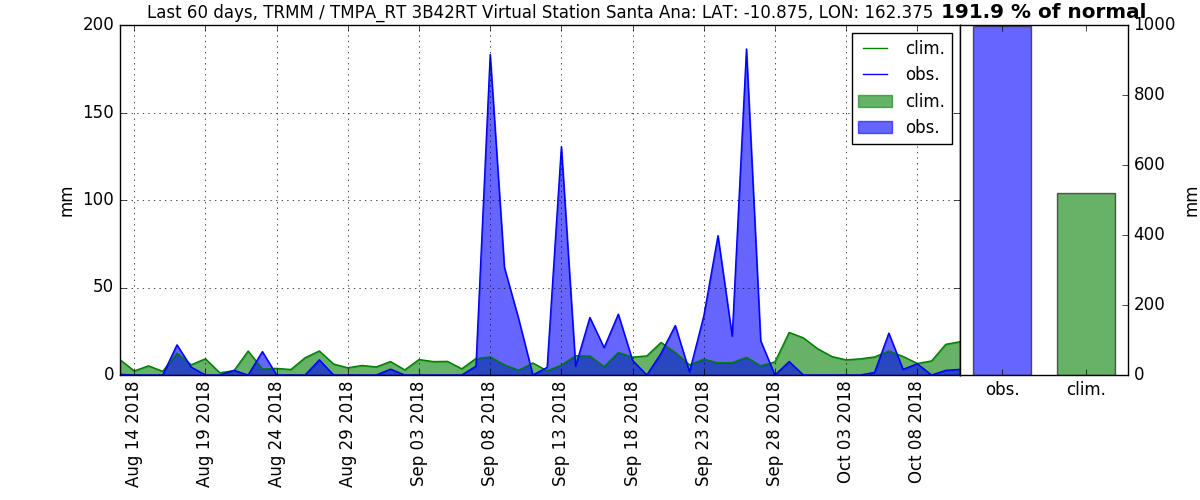 Last 60 days, TRMM / TMPA_RT 3B42RT Virtual Station Santa Ana: LAT: -10.875, LON: 162.375 191.9 % of normal
200
150
100
50
0
mm
clim.
obs.
clim.
obs.
1000
800
600
400
200
0
mm
Aug 14 2018
Aug 19 2018
Aug 24 2018
Aug 29 2018
Sep 03 2018
Sep 08 2018
Sep 13 2018
Sep 18 2018
Sep 23 2018
Sep 28 2018
Oct 03 2018
Oct 08 2018
obs.
clim.